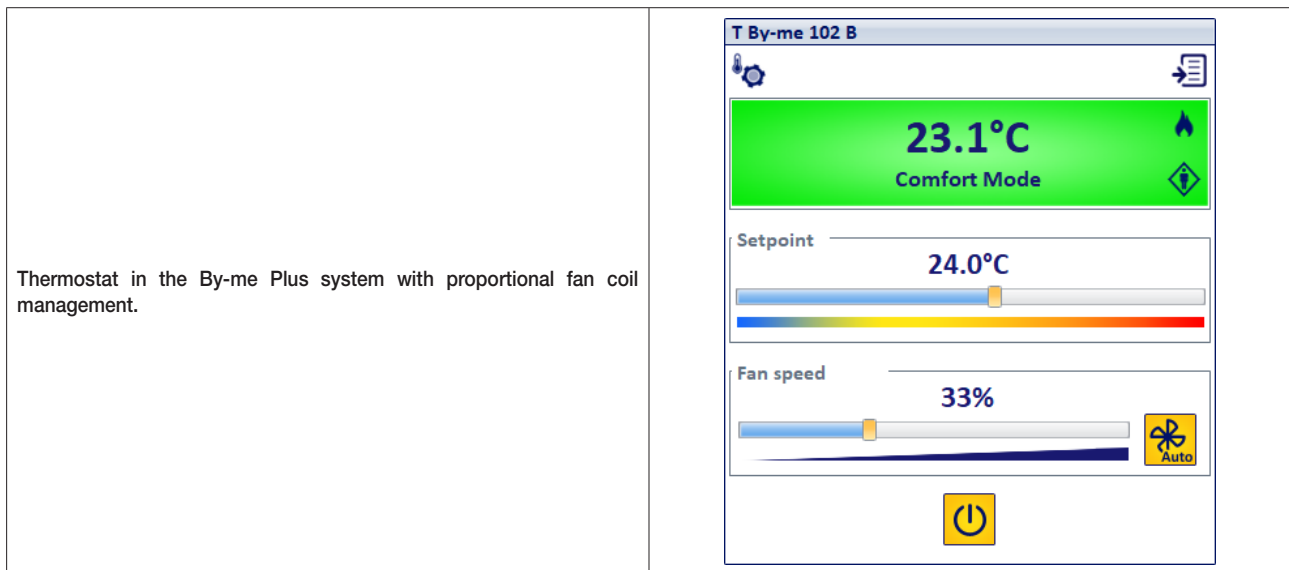 Thermostat in the By-me Plus system with proportional fan coil
management.
T By-me 102 B
23.1°C
Comfort Mode
Setpoint
24.0°C
Fan speed
33%
Auto